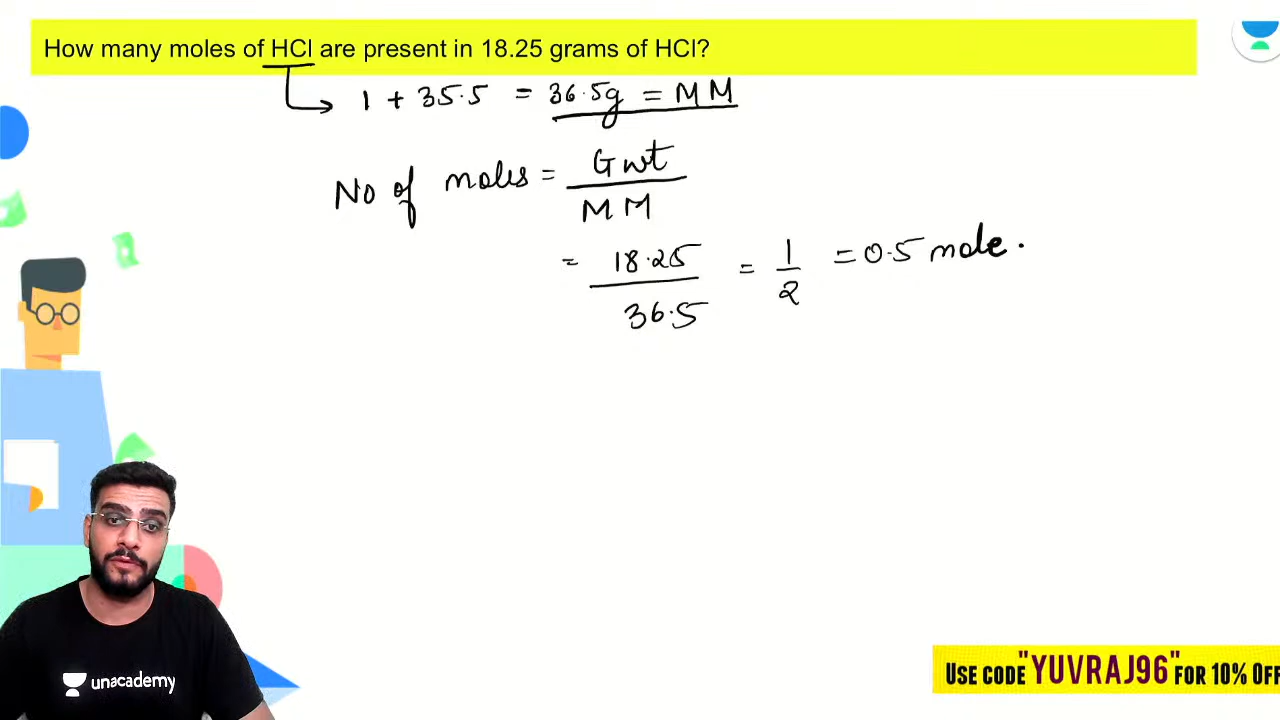 How many moles of HCl are present in 18.25 grams of HCl?
1 + 35.5 = 36.5g = MM
No of moles = Gwt / MM
= 18.25 / 36.5 = 1 / 2 = 0.5 mole.
unacademy
USE CODE "YUVRAJ96" FOR 10% OFF